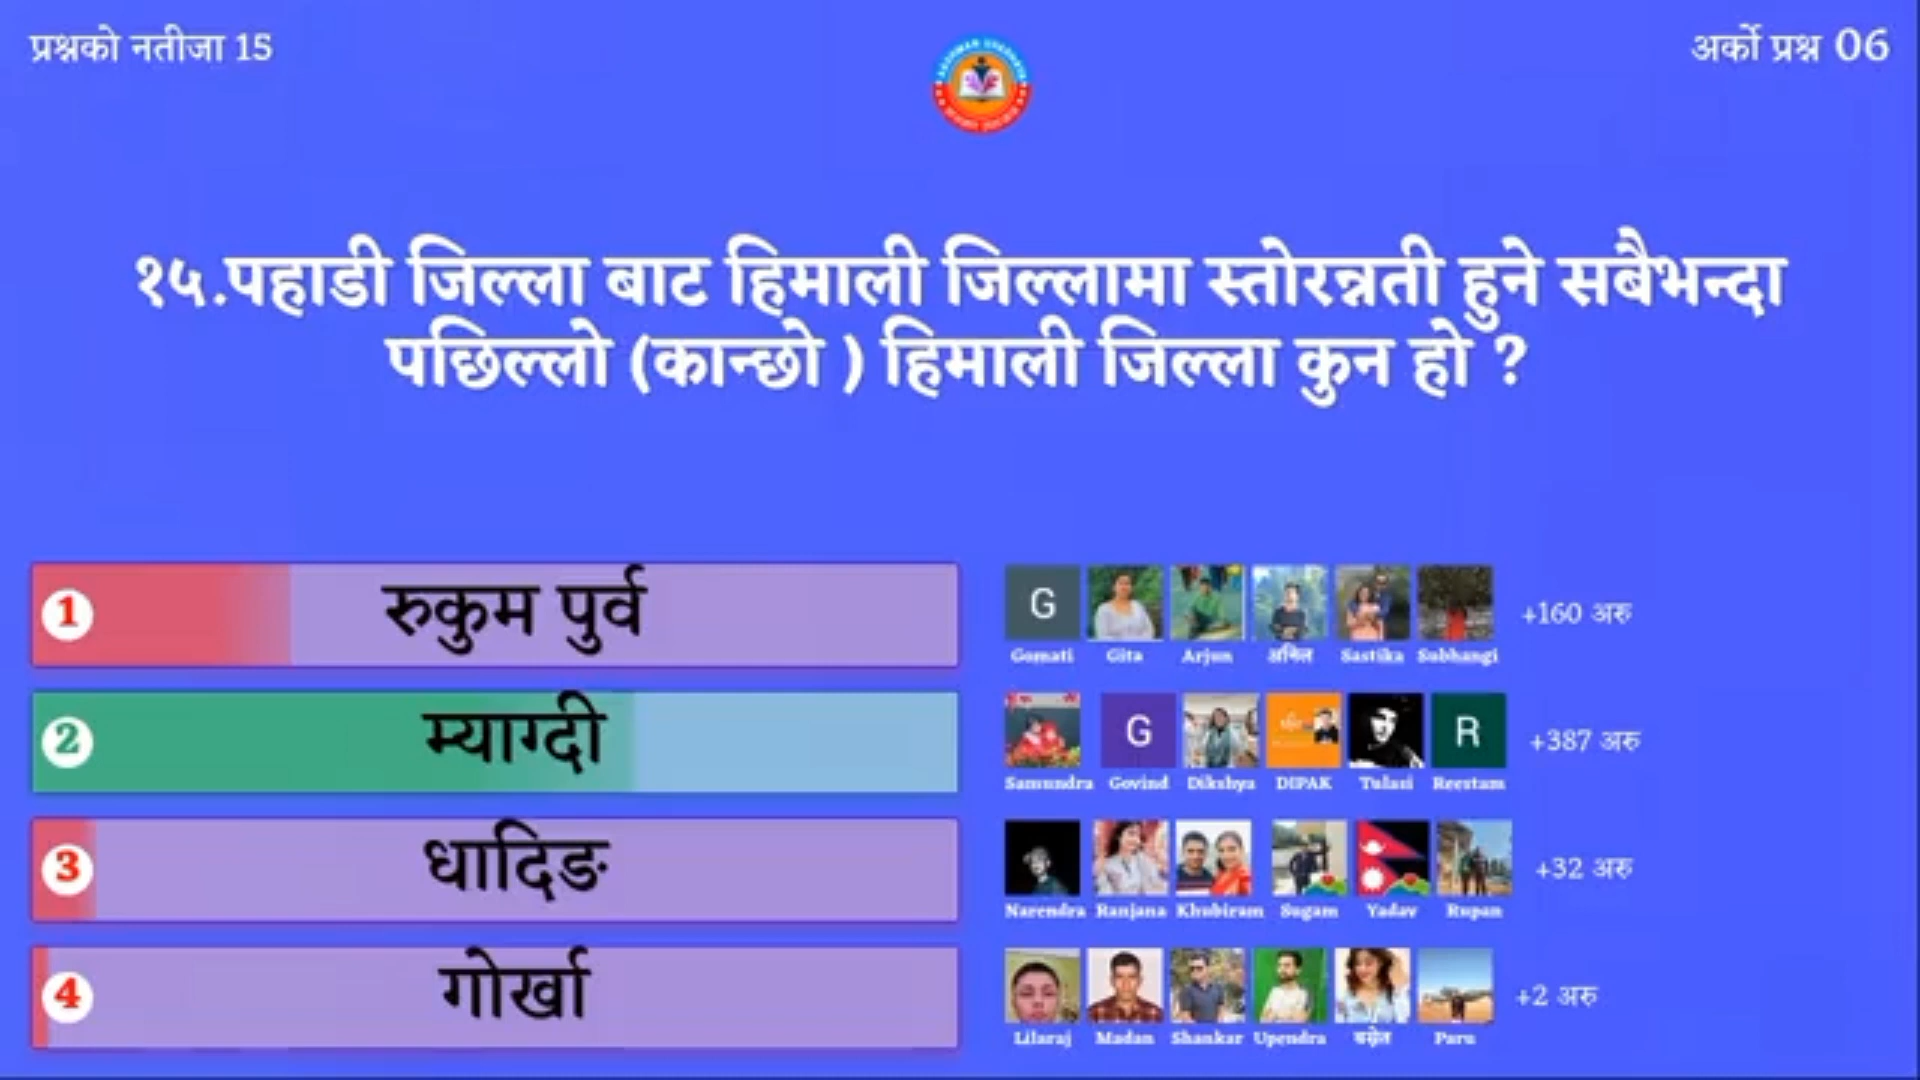 प्रश्नको नतीजा 15
अर्को प्रश्न 06
१५.पहाडी जिल्ला बाट हिमाली जिल्लामा स्तोरन्नती हुने सबैभन्दा
पछिल्लो (कान्छो ) हिमाली जिल्ला कुन हो ?
1 रुकुम पुर्व
G
Gomati Gita Arjun अनिल Sastika Subhangi
+160 अरु
2 म्याग्दी
G R
Samundra Govind Dikshya DIPAK Tulasi Reestam
+387 अरु
3 धादिङ
Narendra Ranjana Khubiram Sugam Yadav Rupan
+32 अरु
4 गोर्खा
Lilaraj Madan Shankar Upendra Paru
+2 अरु